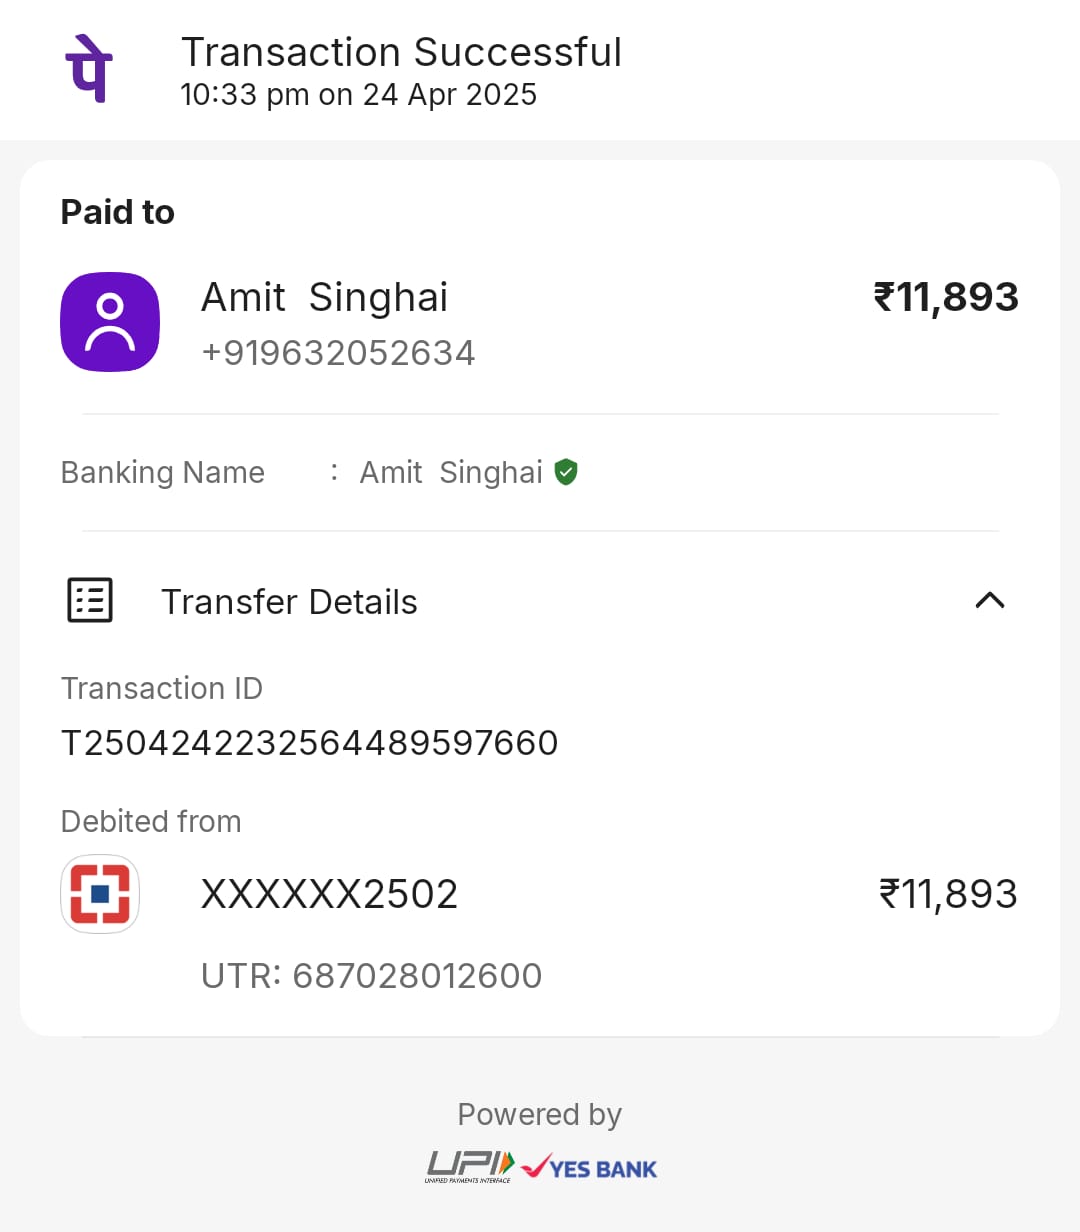 पे
Transaction Successful
10:33 pm on 24 Apr 2025
Paid to
Amit Singhai ₹11,893
+919632052634
Banking Name : Amit Singhai
Transfer Details
Transaction ID
T2504242232564489597660
Debited from
XXXXXX2502 ₹11,893
UTR: 687028012600
Powered by
UPI YES BANK
UNIFIED PAYMENTS INTERFACE